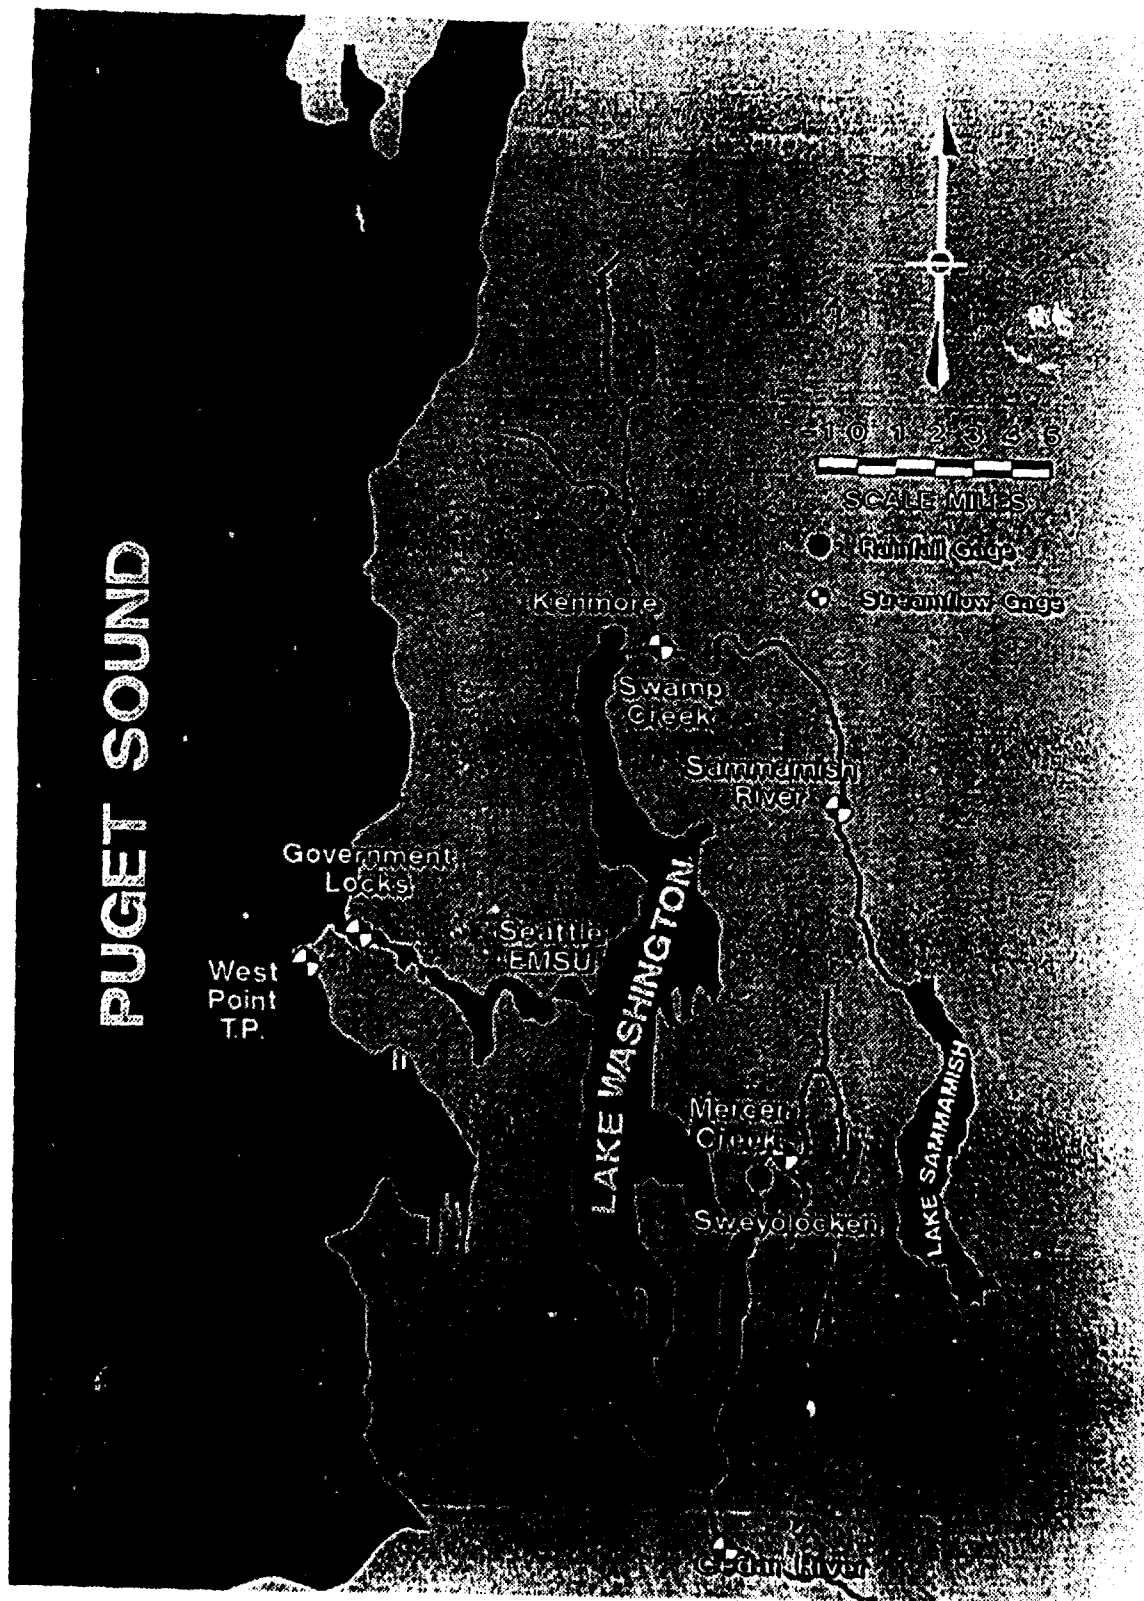 -1 0 1 2 3 4 5
SCALE MILES
Rainfall Gage
Streamflow Gage
PUGET SOUND
Kenmore
Swamp
Creek
Sammamish
River
Government
Locks
Seattle
EMSU
West
Point
T.P.
LAKE WASHINGTON
Mercer
Creek
LAKE SAMMAMISH
Sweyolocken
Cedar River